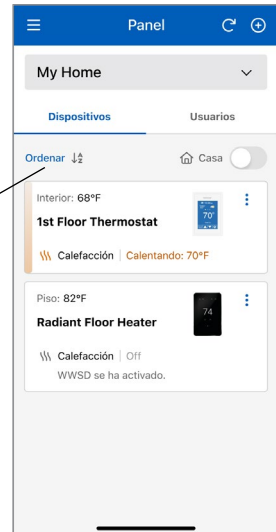 Panel
My Home
Dispositivos Usuarios
Ordenar Casa
Interior: 68°F
1st Floor Thermostat
70°
Calefacción | Calentando: 70°F
Piso: 82°F
Radiant Floor Heater
74
Calefacción | Off
WWSD se ha activado.